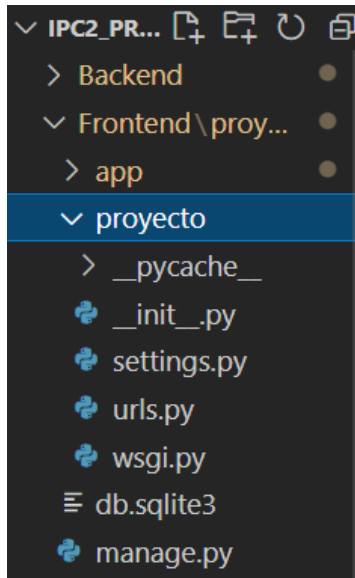 IPC2_PR...
Backend
Frontend\proy...
app
proyecto
__pycache__
__init__.py
settings.py
urls.py
wsgi.py
db.sqlite3
manage.py